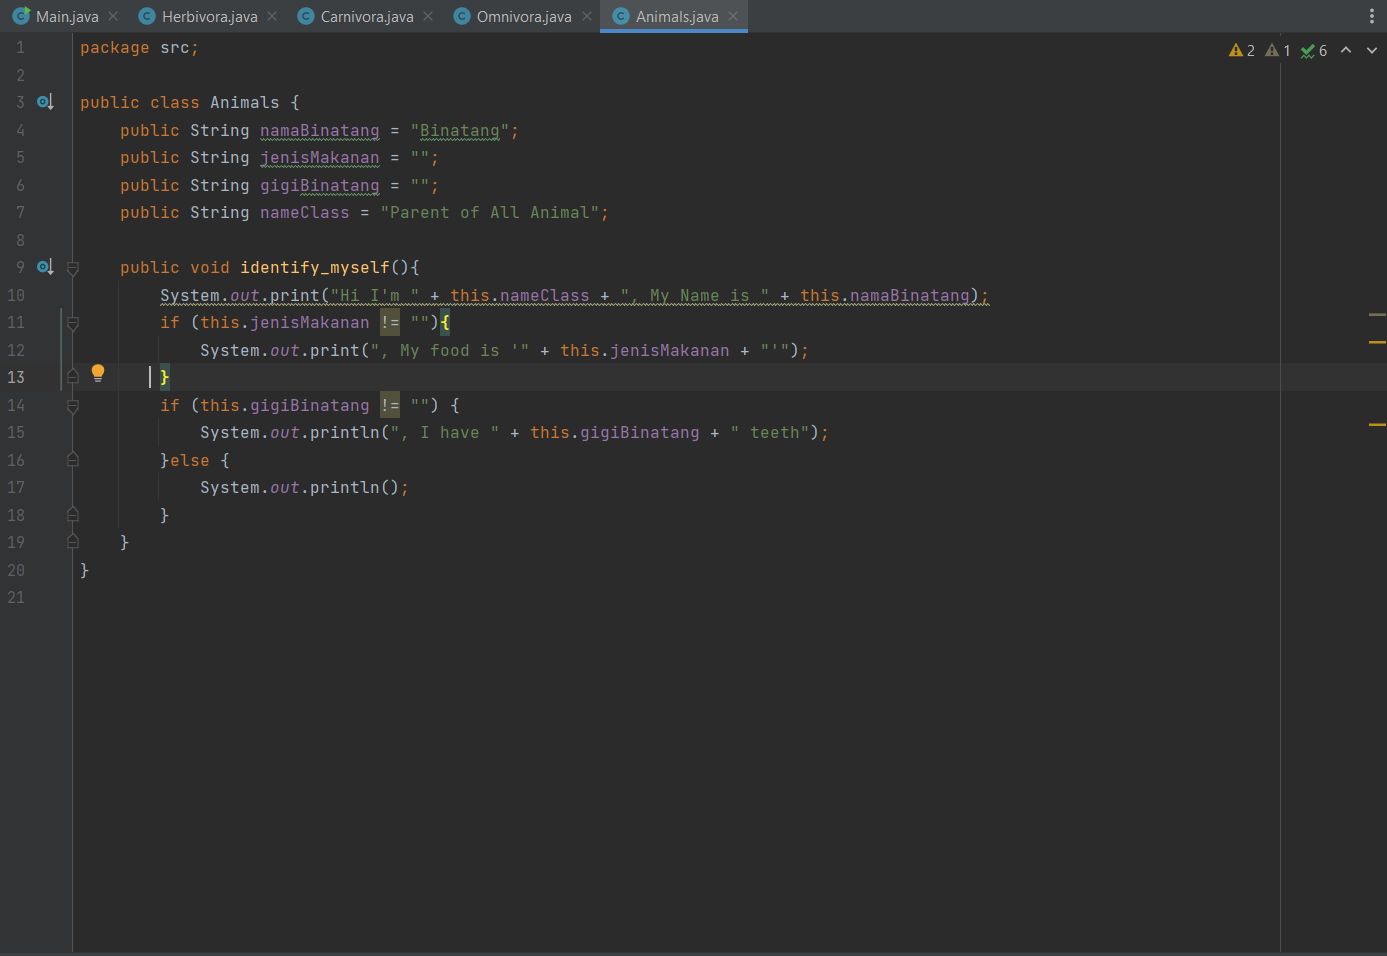 Main.java Herbivora.java Carnivora.java Omnivora.java Animals.java
2 1 6
1 package src;
2
3 public class Animals {
4     public String namaBinatang = "Binatang";
5     public String jenisMakanan = "";
6     public String gigiBinatang = "";
7     public String nameClass = "Parent of All Animal";
8
9     public void identify_myself(){
10         System.out.print("Hi I'm " + this.nameClass + ", My Name is " + this.namaBinatang);
11         if (this.jenisMakanan != ""){
12             System.out.print(", My food is '" + this.jenisMakanan + "'");
13         }
14         if (this.gigiBinatang != "") {
15             System.out.println(", I have " + this.gigiBinatang + " teeth");
16         }else {
17             System.out.println();
18         }
19     }
20 }
21